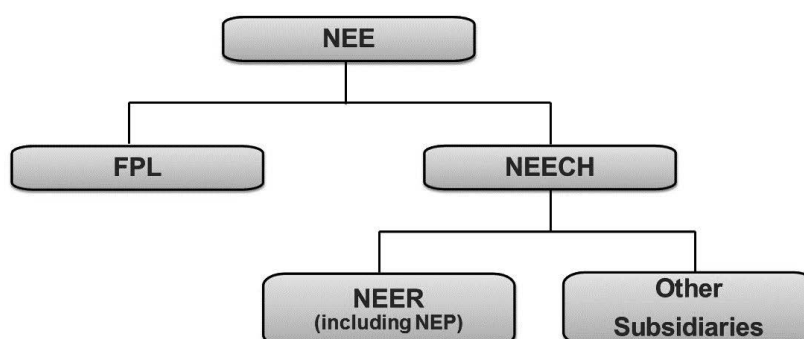 NEE
FPL
NEECH
NEER
(including NEP)
Other
Subsidiaries